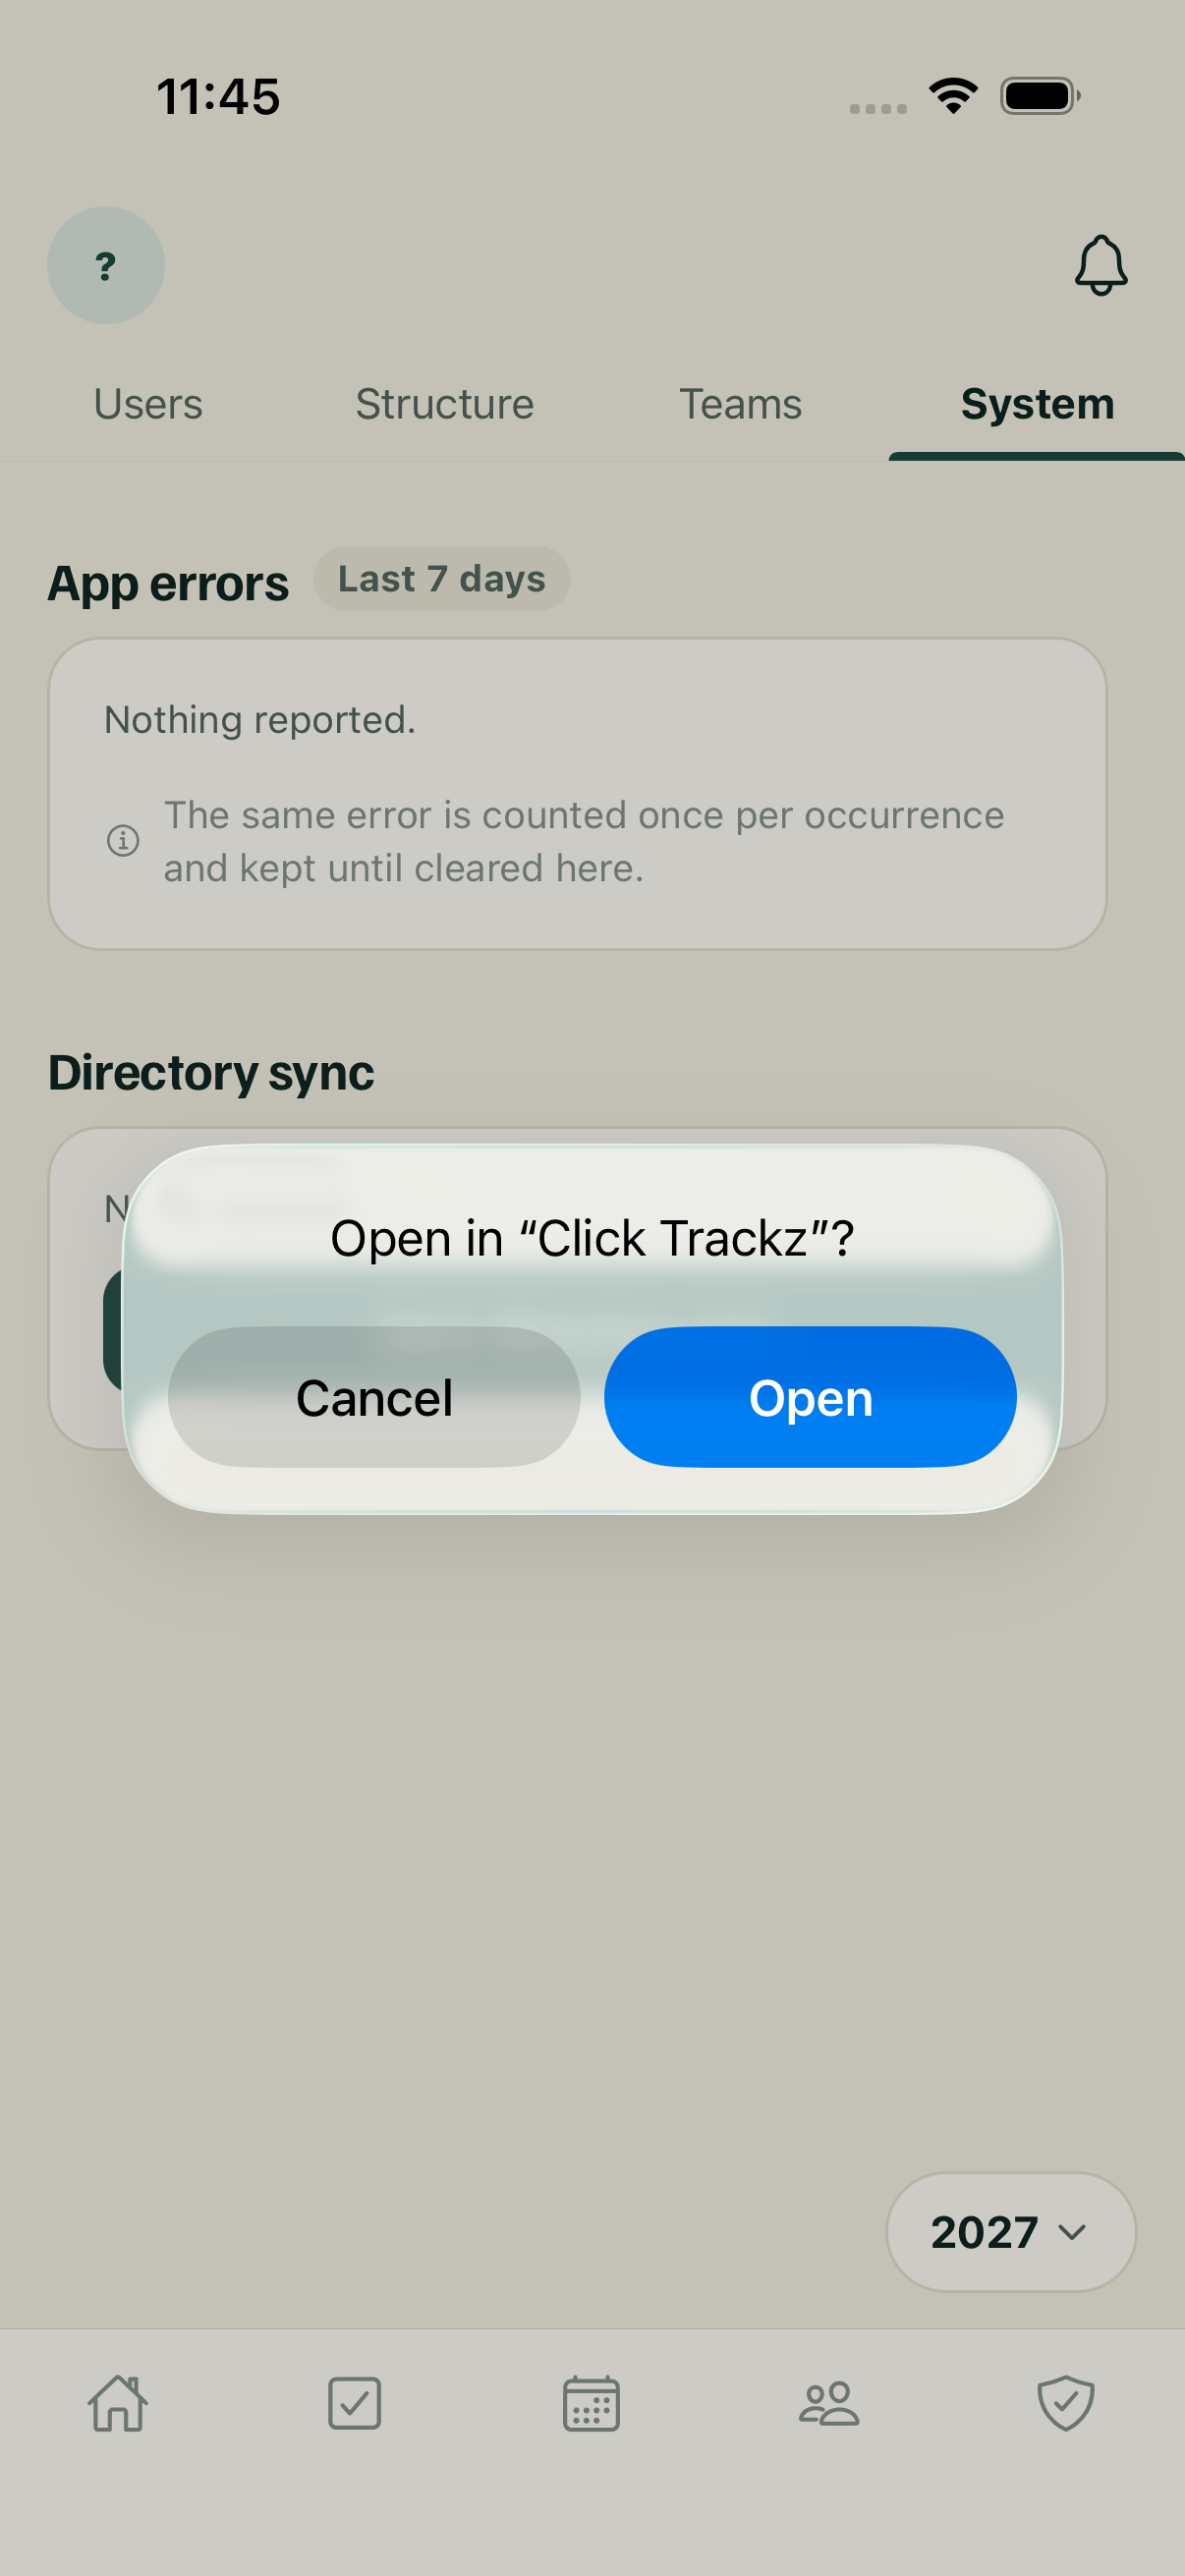 11:45
?
Users Structure Teams System
App errors Last 7 days
Nothing reported.
The same error is counted once per occurrence
and kept until cleared here.
Directory sync
Open in “Click Trackz”?
Cancel Open
2027